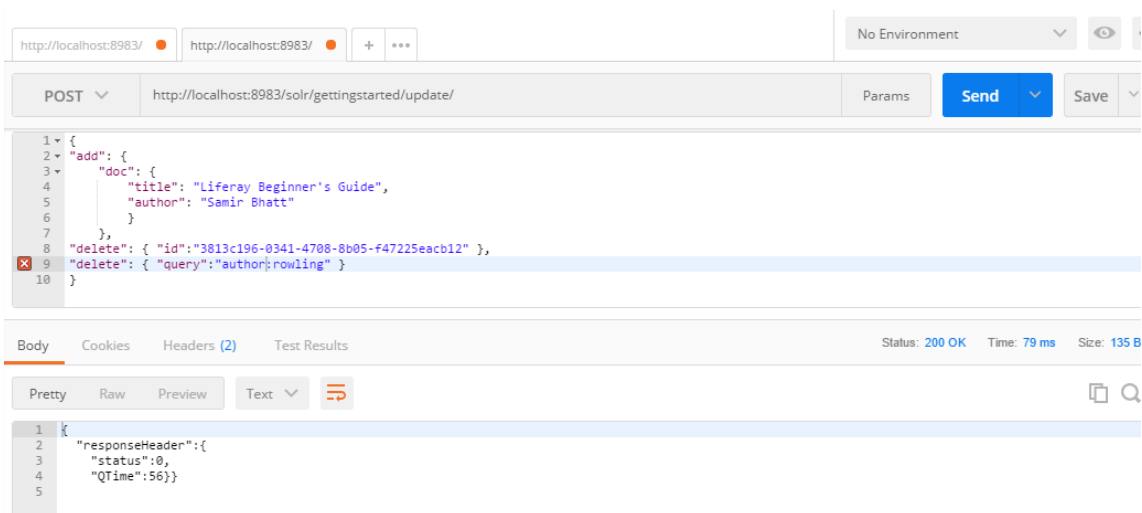 http://localhost:8983/ http://localhost:8983/ + ••• No Environment
POST http://localhost:8983/solr/gettingstarted/update/ Params Send Save
1 {
2 "add": {
3 "doc": {
4 "title": "Liferay Beginner's Guide",
5 "author": "Samir Bhatt"
6 }
7 },
8 "delete": { "id":"3813c196-0341-4708-8b05-f47225eacb12" },
9 "delete": { "query":"author:rowling" }
10 }
Body Cookies Headers (2) Test Results Status: 200 OK Time: 79 ms Size: 135 B
Pretty Raw Preview Text
1 {
2 "responseHeader":{
3 "status":0,
4 "QTime":56}}
5